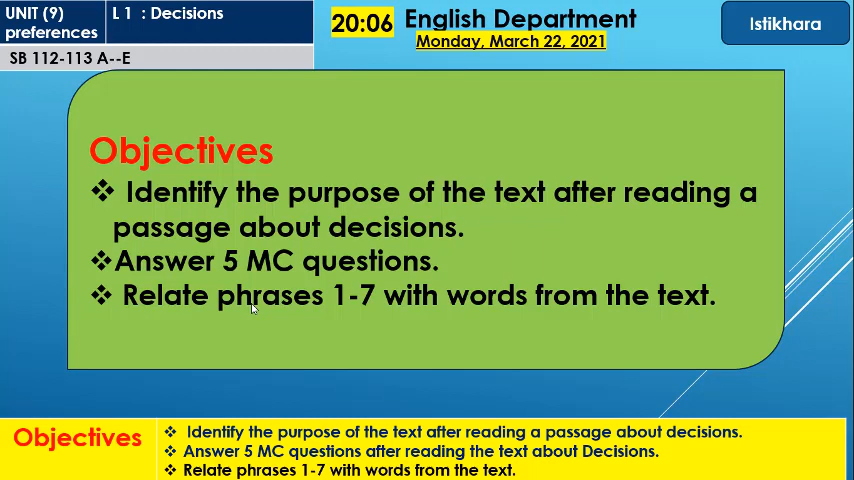 UNIT (9)
preferences
L 1 : Decisions
SB 112-113 A--E
20:06
English Department
Monday, March 22, 2021
Istikhara
Objectives
❖ Identify the purpose of the text after reading a
passage about decisions.
❖Answer 5 MC questions.
❖ Relate phrases 1-7 with words from the text.
Objectives
❖ Identify the purpose of the text after reading a passage about decisions.
❖ Answer 5 MC questions after reading the text about Decisions.
❖ Relate phrases 1-7 with words from the text.